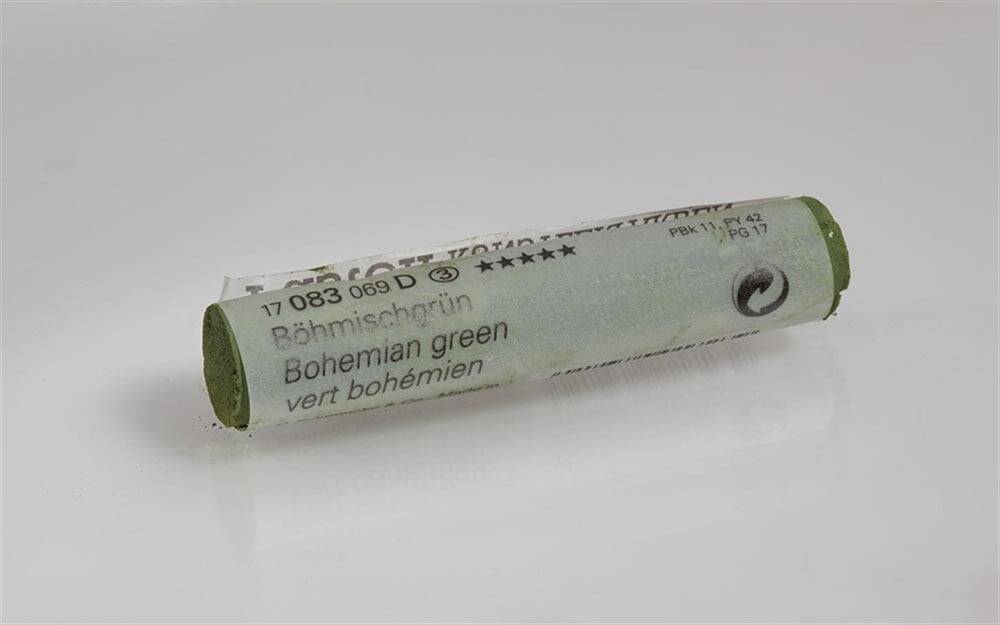 17 083 069 D ③ ★★★★★
PBk 11, PY 42
PG 17
Böhmischgrün
Bohemian green
vert bohémien